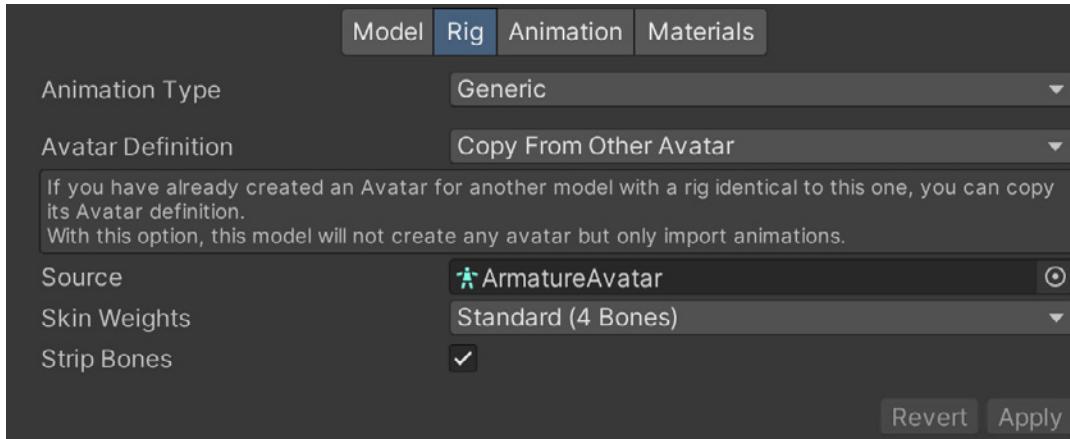 Model Rig Animation Materials
Animation Type Generic
Avatar Definition Copy From Other Avatar
If you have already created an Avatar for another model with a rig identical to this one, you can copy
its Avatar definition.
With this option, this model will not create any avatar but only import animations.
Source ArmatureAvatar
Skin Weights Standard (4 Bones)
Strip Bones
Revert Apply